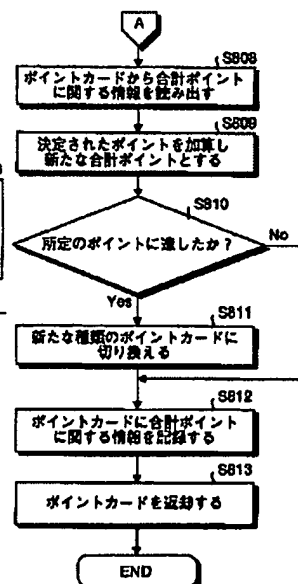 A
S808
ポイントカードから合計ポイント
に関する情報を読み出す
S809
決定されたポイントを加算し
新たな合計ポイントとする
S810
所定のポイントに達したか?
No
Yes
S811
新たな種類のポイントカードに
切り換える
S812
ポイントカードに合計ポイント
に関する情報を記録する
S813
ポイントカードを返却する
END